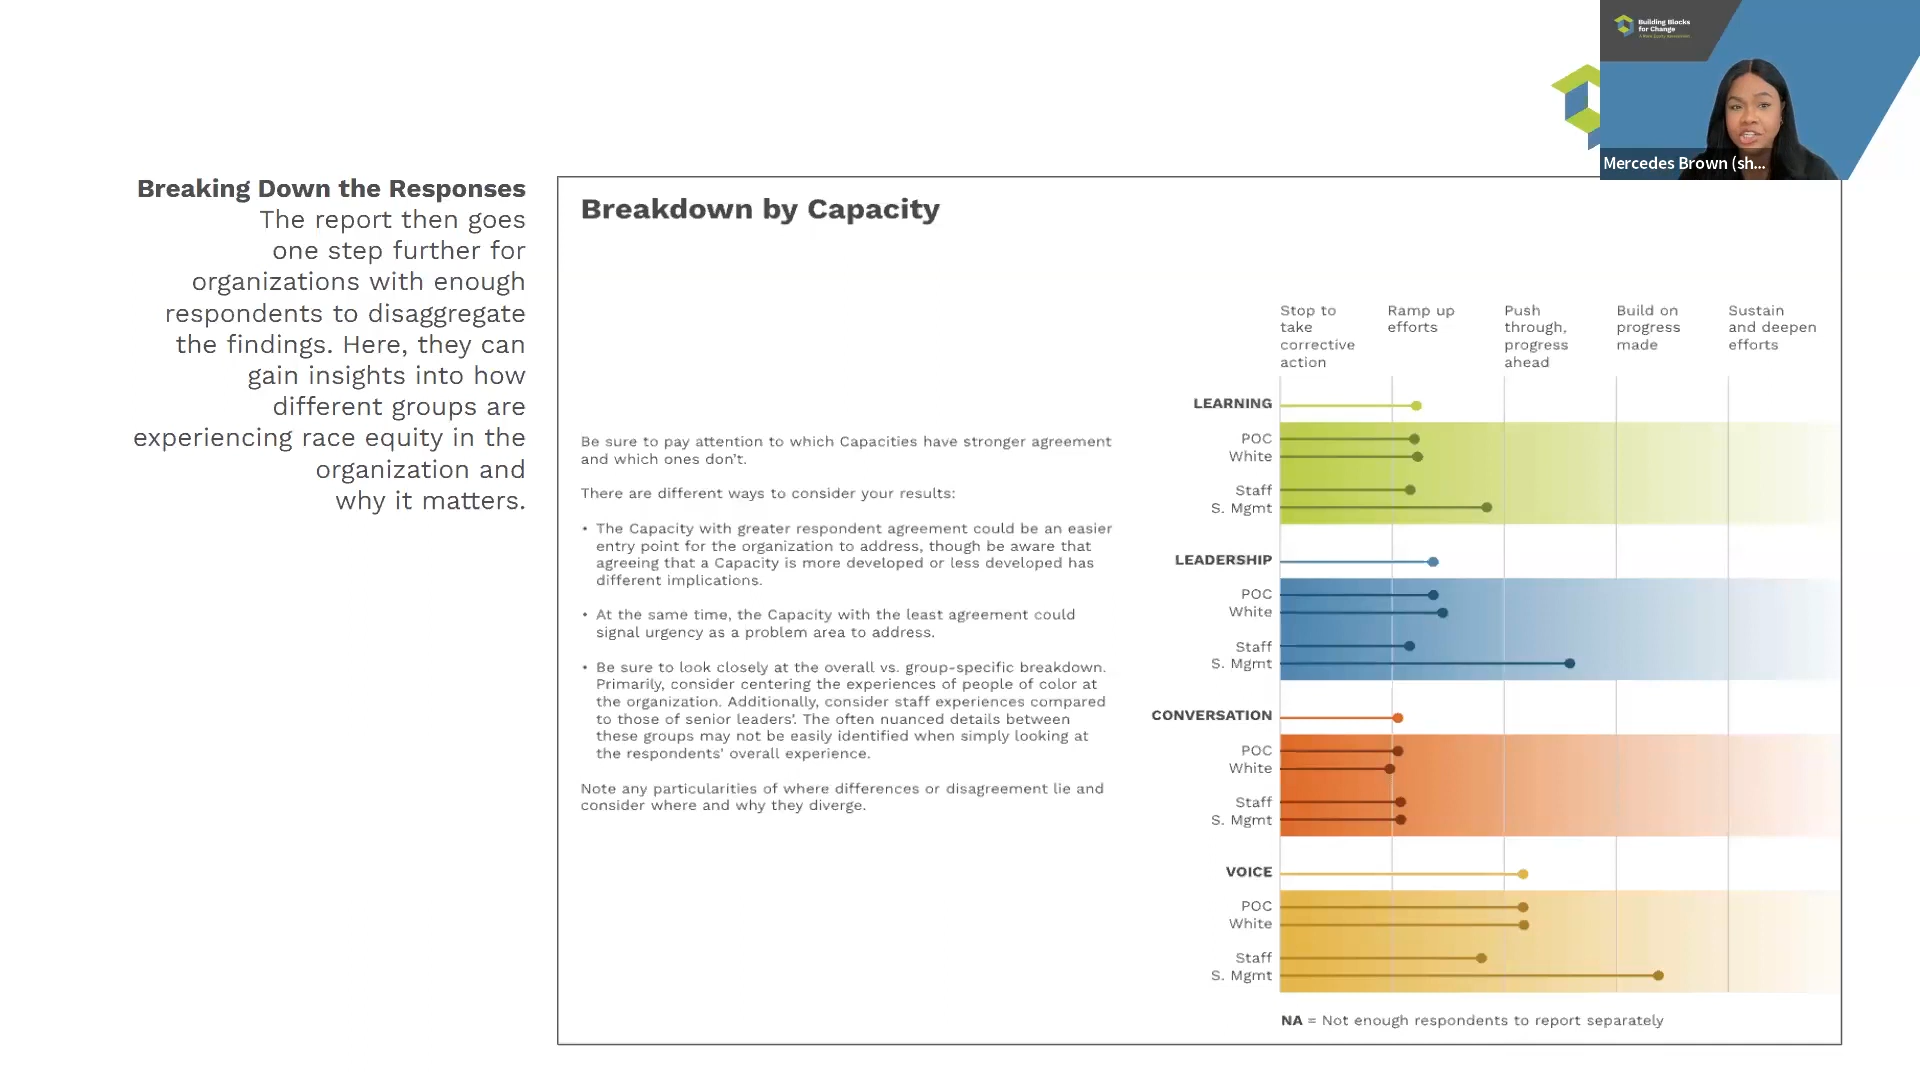 Building Blocks
for Change
Mercedes Brown (sh...
Breaking Down the Responses
The report then goes
one step further for
organizations with enough
respondents to disaggregate
the findings. Here, they can
gain insights into how
different groups are
experiencing race equity in the
organization and
why it matters.
Breakdown by Capacity
Be sure to pay attention to which Capacities have stronger agreement
and which ones don't.
There are different ways to consider your results:
• The Capacity with greater respondent agreement could be an easier
entry point for the organization to address, though be aware that
agreeing that a Capacity is more developed or less developed has
different implications.
• At the same time, the Capacity with the least agreement could
signal urgency as a problem area to address.
• Be sure to look closely at the overall vs. group-specific breakdown.
Primarily, consider centering the experiences of people of color at
the organization. Additionally, consider staff experiences compared
to those of senior leaders'. The often nuanced details between
these groups may not be easily identified when simply looking at
the respondents' overall experience.
Note any particularities of where differences or disagreement lie and
consider where and why they diverge.
Stop to
take
corrective
action
Ramp up
efforts
Push
through,
progress
ahead
Build on
progress
made
Sustain
and deepen
efforts
LEARNING
POC
White
Staff
S. Mgmt
LEADERSHIP
POC
White
Staff
S. Mgmt
CONVERSATION
POC
White
Staff
S. Mgmt
VOICE
POC
White
Staff
S. Mgmt
NA = Not enough respondents to report separately